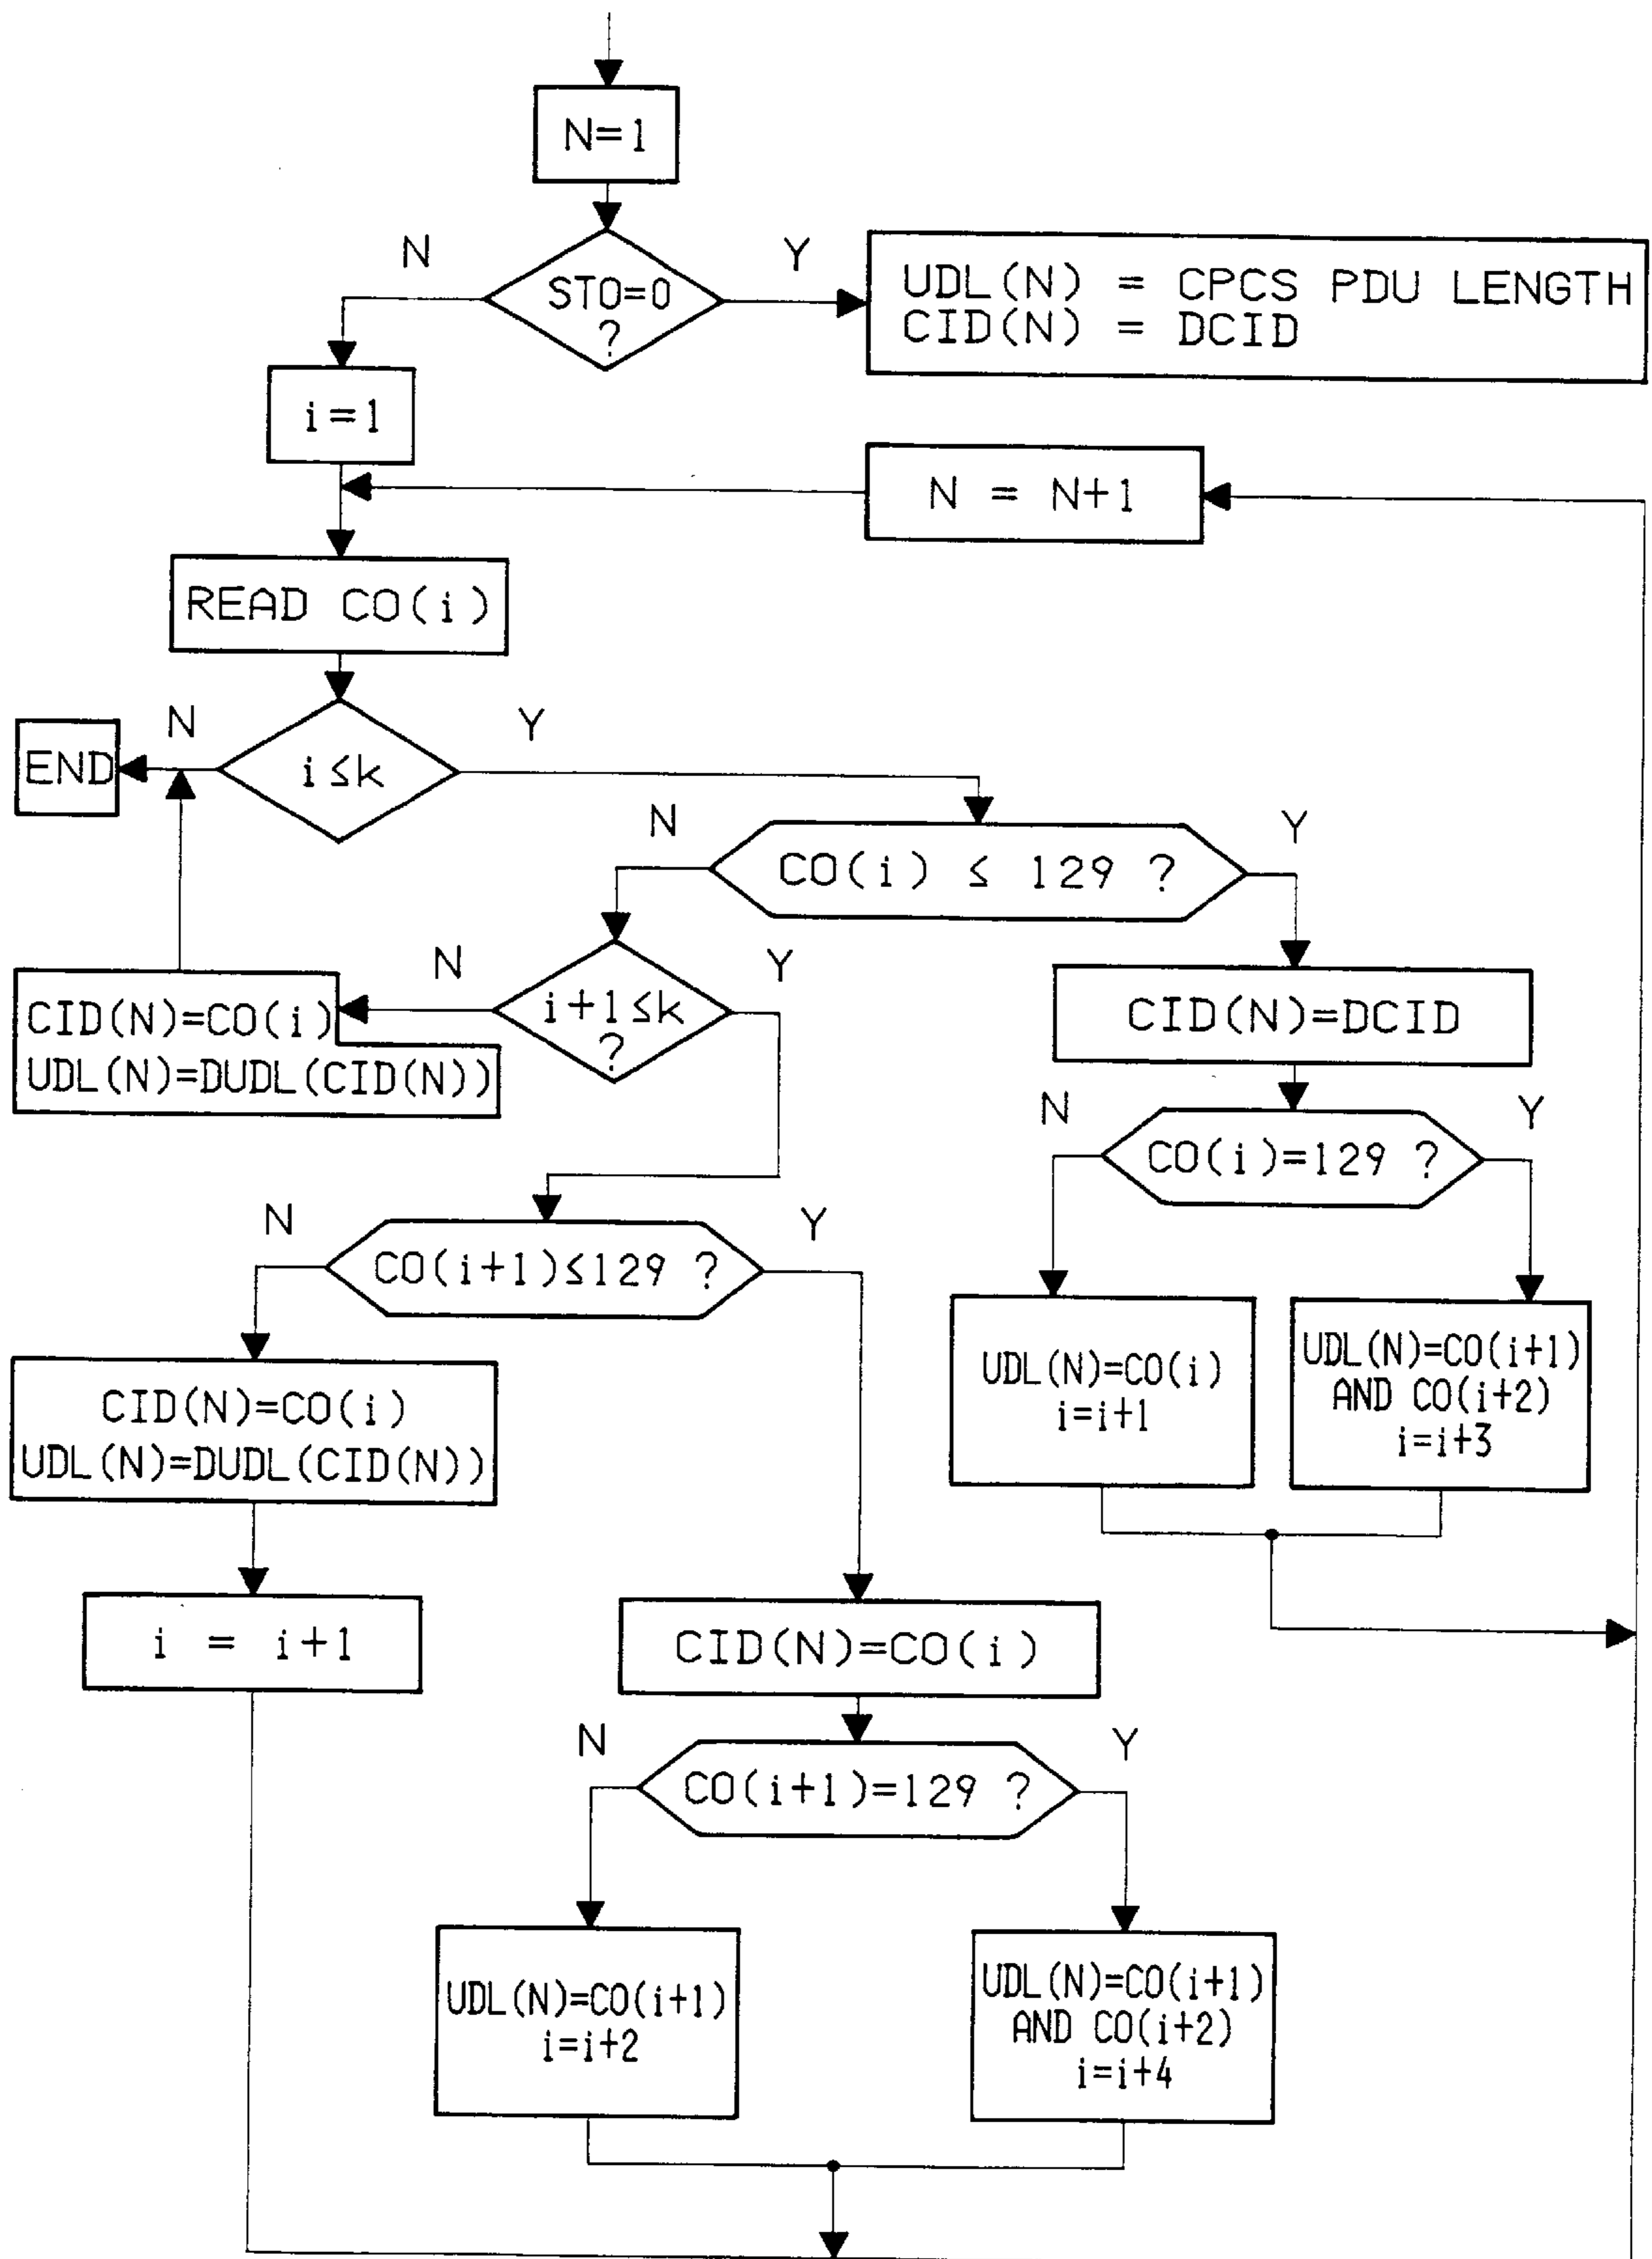 N=1
N
Y
STO=0
?
UDL(N) = CPCS PDU LENGTH
CID(N) = DCID
i=1
N = N+1
READ CO(i)
N
Y
END
i≤k
N
Y
CO(i) ≤ 129 ?
N
Y
i+1≤k
?
CID(N)=CO(i)
UDL(N)=DUDL(CID(N))
CID(N)=DCID
N
Y
CO(i)=129 ?
N
Y
CO(i+1)≤129 ?
UDL(N)=CO(i)
i=i+1
UDL(N)=CO(i+1)
AND CO(i+2)
i=i+3
CID(N)=CO(i)
UDL(N)=DUDL(CID(N))
i = i+1
CID(N)=CO(i)
N
Y
CO(i+1)=129 ?
UDL(N)=CO(i+1)
i=i+2
UDL(N)=CO(i+1)
AND CO(i+2)
i=i+4